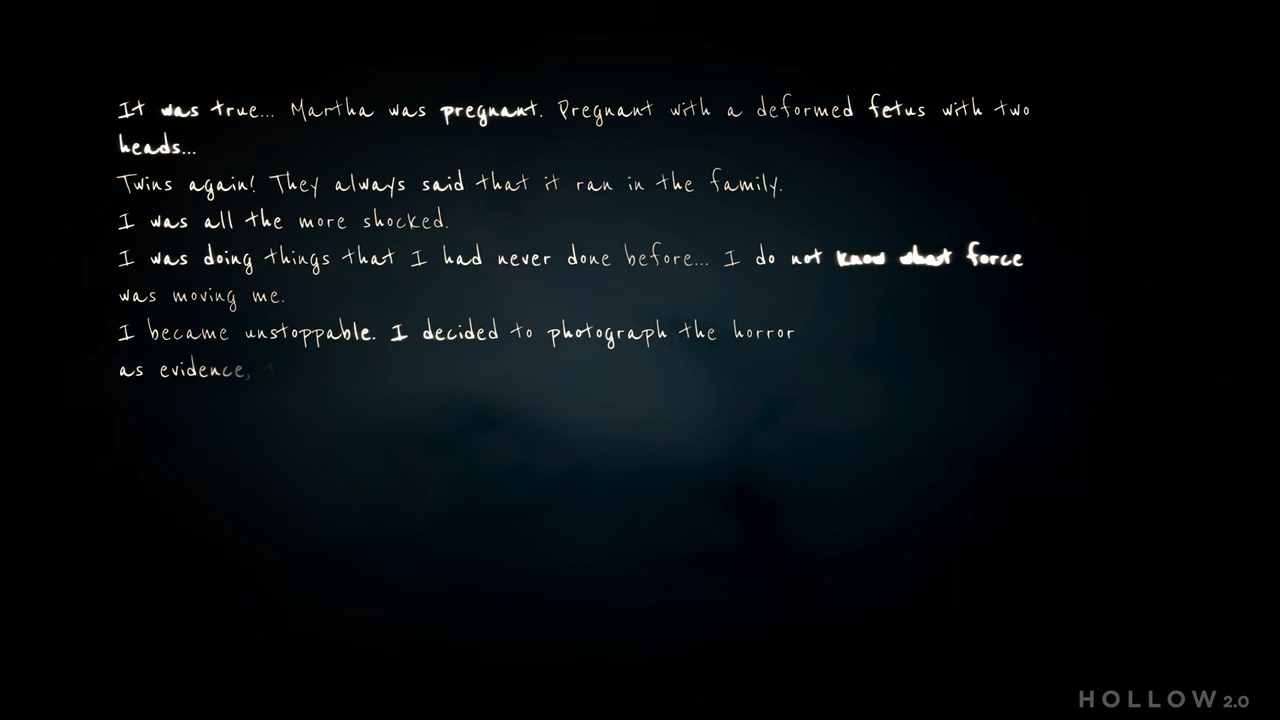 It was true... Martha was pregnant. Pregnant with a deformed fetus with two
heads...
Twins again! They always said that it ran in the family.
I was all the more shocked.
I was doing things that I had never done before... I do not know what force
was moving me.
I became unstoppable. I decided to photograph the horror
as evidence,
HOLLOW 2.0